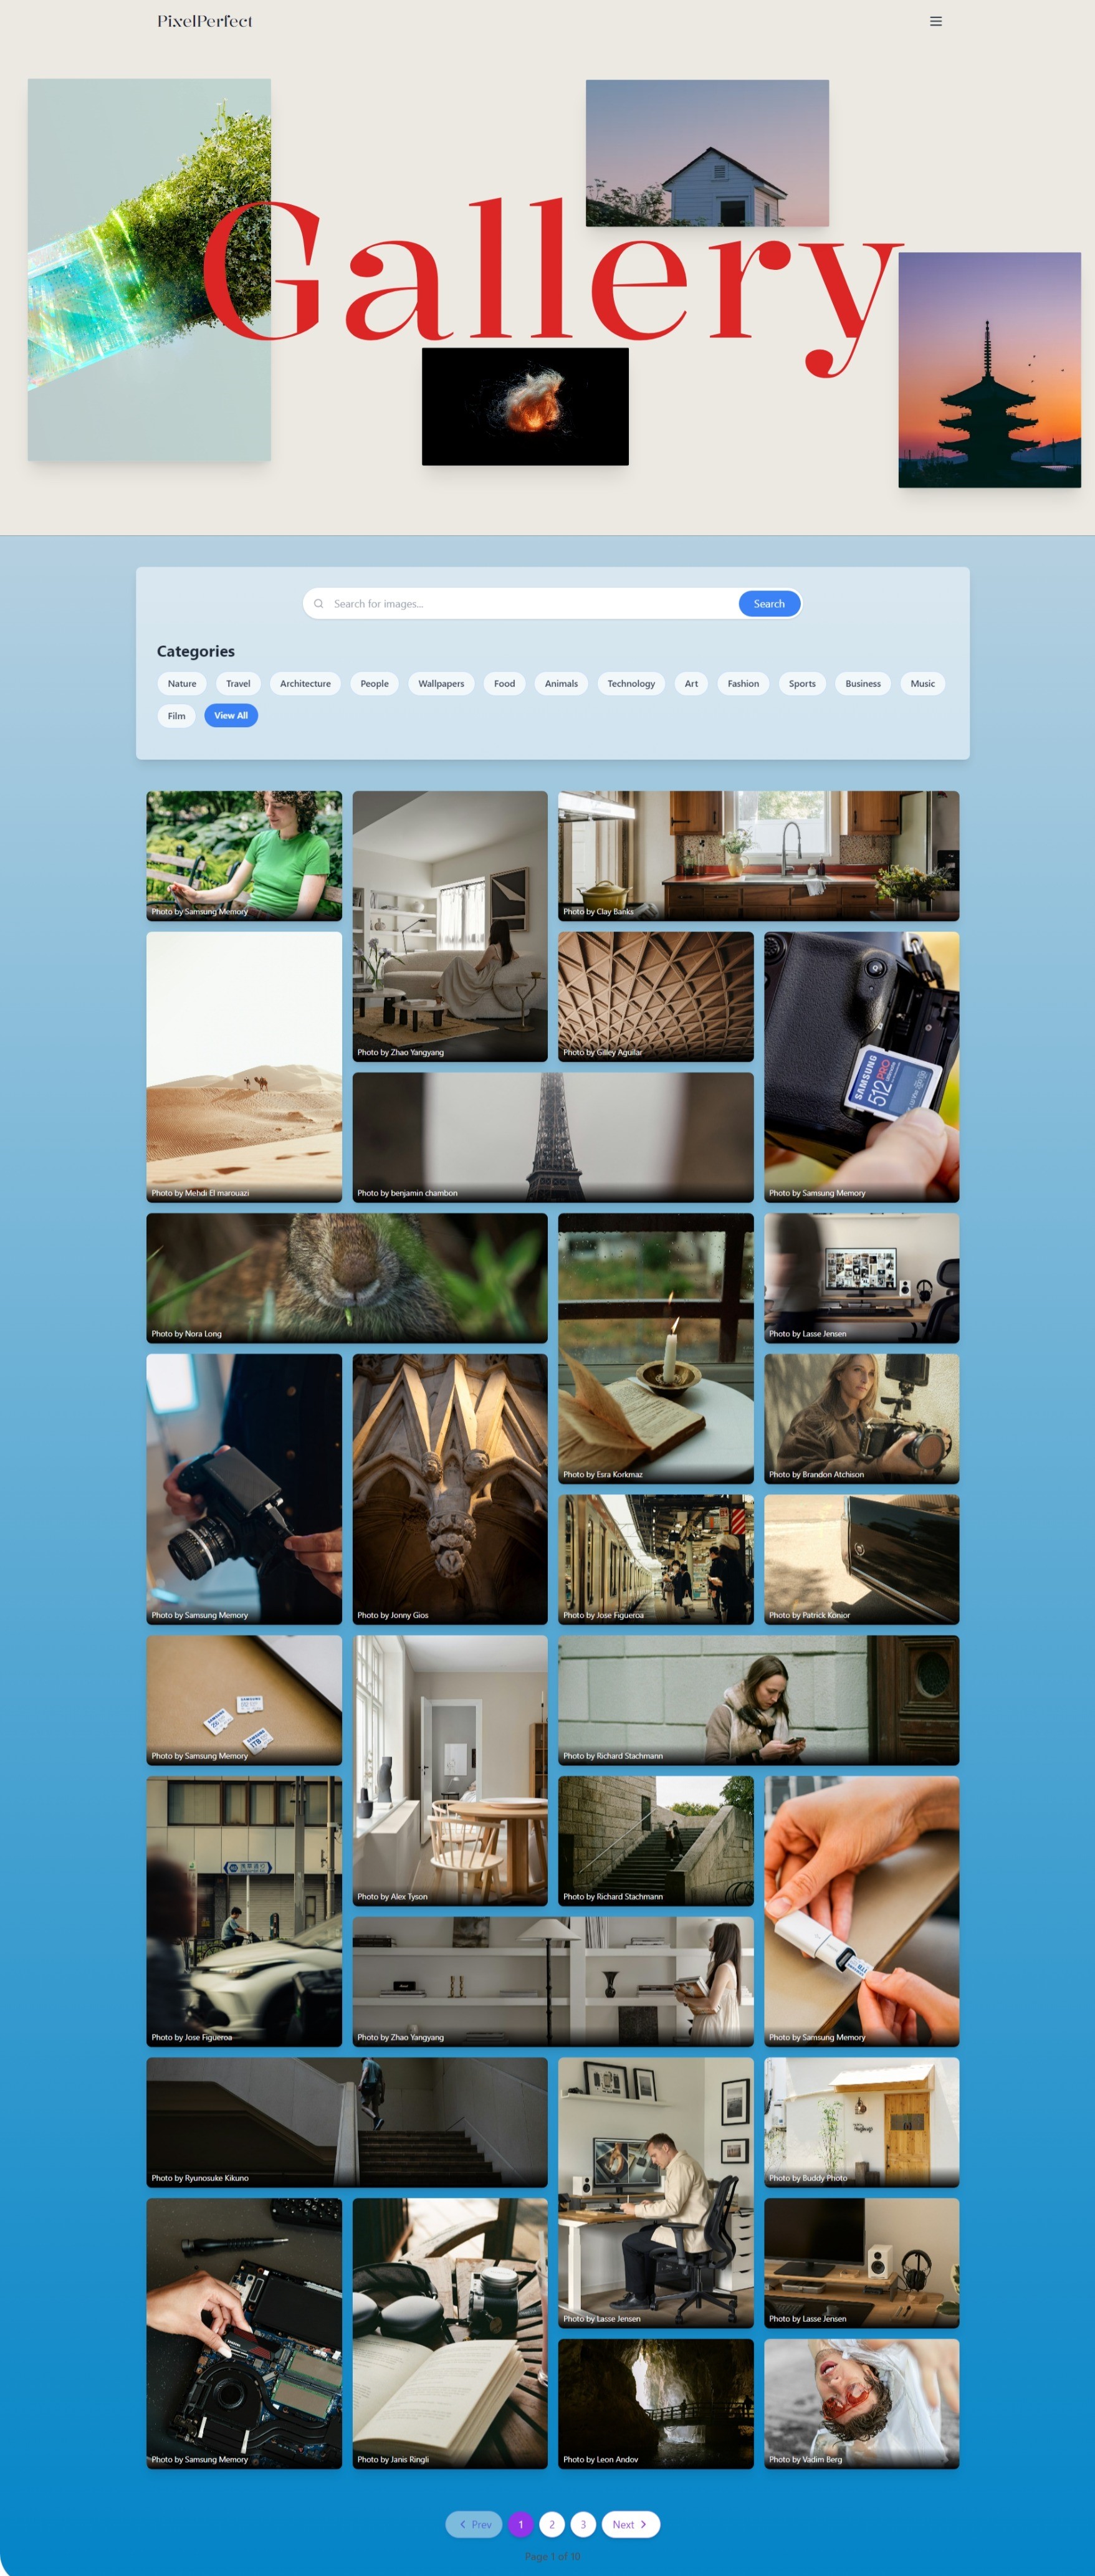 PixelPerfect
Gallery
Search for images...
Search
Categories
Nature
Travel
Architecture
People
Wallpapers
Food
Animals
Technology
Art
Fashion
Sports
Business
Music
Film
View All
Photo by Samsung Memory
Photo by Zhao Yangyang
Photo by Clay Banks
Photo by Mehdi El marouazi
Photo by Gilley Aguilar
SAMSUNG
PRO
512
Photo by Samsung Memory
Photo by benjamin chambon
Photo by Nora Long
Photo by Esra Korkmaz
Photo by Lasse Jensen
Photo by Samsung Memory
Photo by Jonny Gios
Photo by Brandon Atchison
Photo by Jose Figueroa
Photo by Patrick Konior
SAMSUNG
1TB
Photo by Samsung Memory
Photo by Alex Tyson
Photo by Richard Stachmann
Photo by Jose Figueroa
Photo by Richard Stachmann
Photo by Samsung Memory
Photo by Zhao Yangyang
Photo by Ryunosuke Kikuno
Photo by Lasse Jensen
Photo by Buddy Photo
Photo by Samsung Memory
Photo by Janis Ringli
Photo by Lasse Jensen
Photo by Leon Andov
Photo by Vadim Berg
Prev
1
2
3
Next
Page 1 of 10